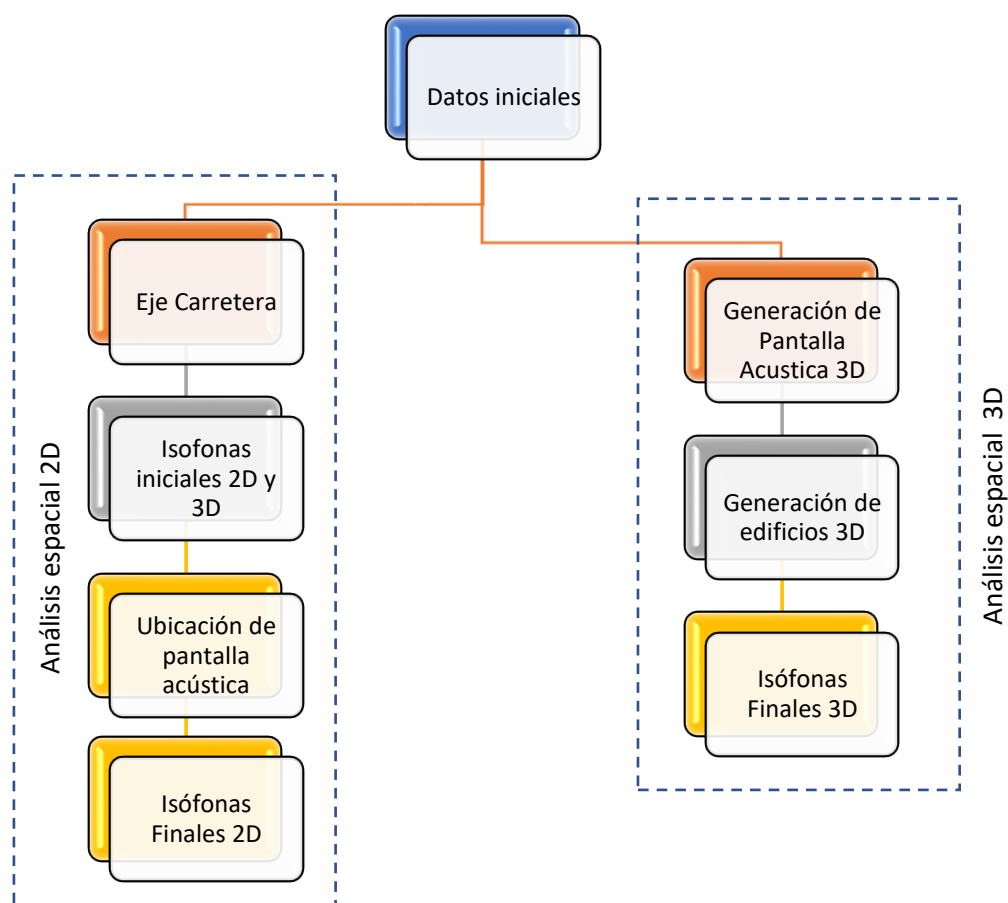 Datos iniciales
Análisis espacial 2D
Eje Carretera
Isofonas
iniciales 2D y
3D
Ubicación de
pantalla
acústica
Isófonas
Finales 2D
Generación de
Pantalla
Acustica 3D
Generación de
edificios 3D
Isófonas
Finales 3D
Análisis espacial 3D